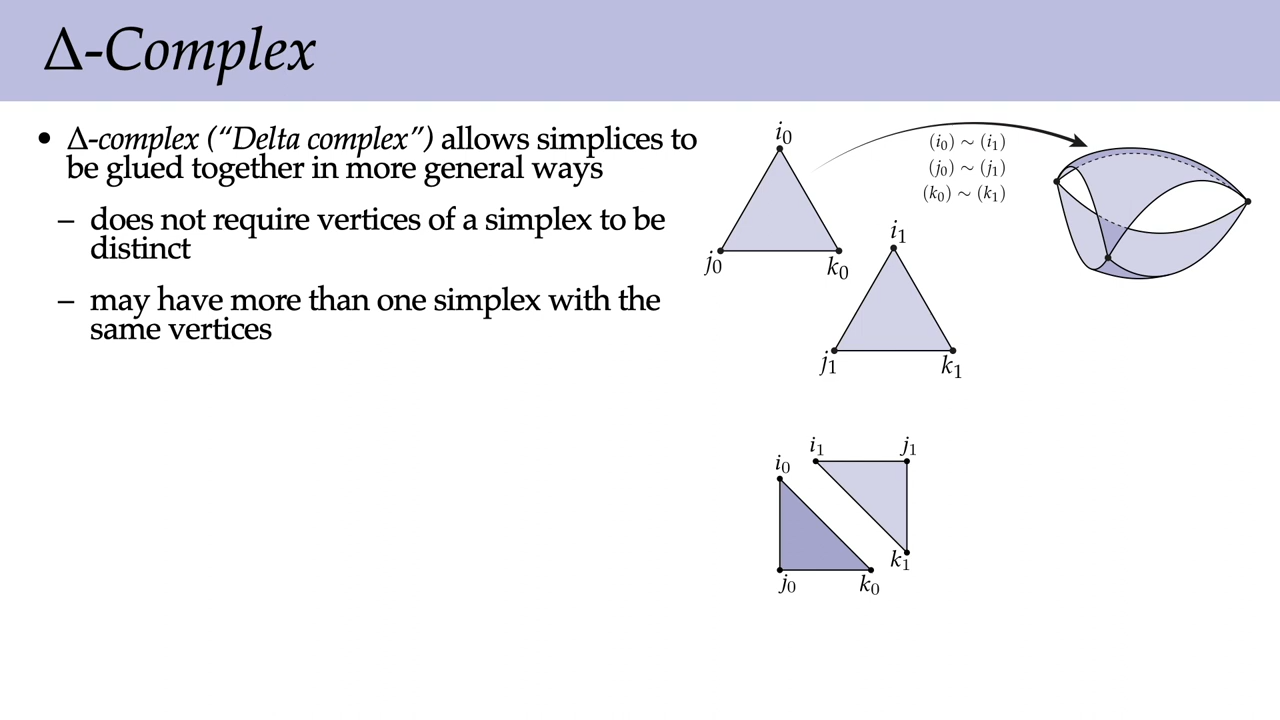 Δ-Complex
• Δ-complex (“Delta complex”) allows simplices to
be glued together in more general ways
– does not require vertices of a simplex to be
distinct
– may have more than one simplex with the
same vertices
i₀
j₀
k₀
i₁
j₁
k₁
(i₀) ∼ (i₁)
(j₀) ∼ (j₁)
(k₀) ∼ (k₁)
i₀
j₀
k₀
i₁
j₁
k₁